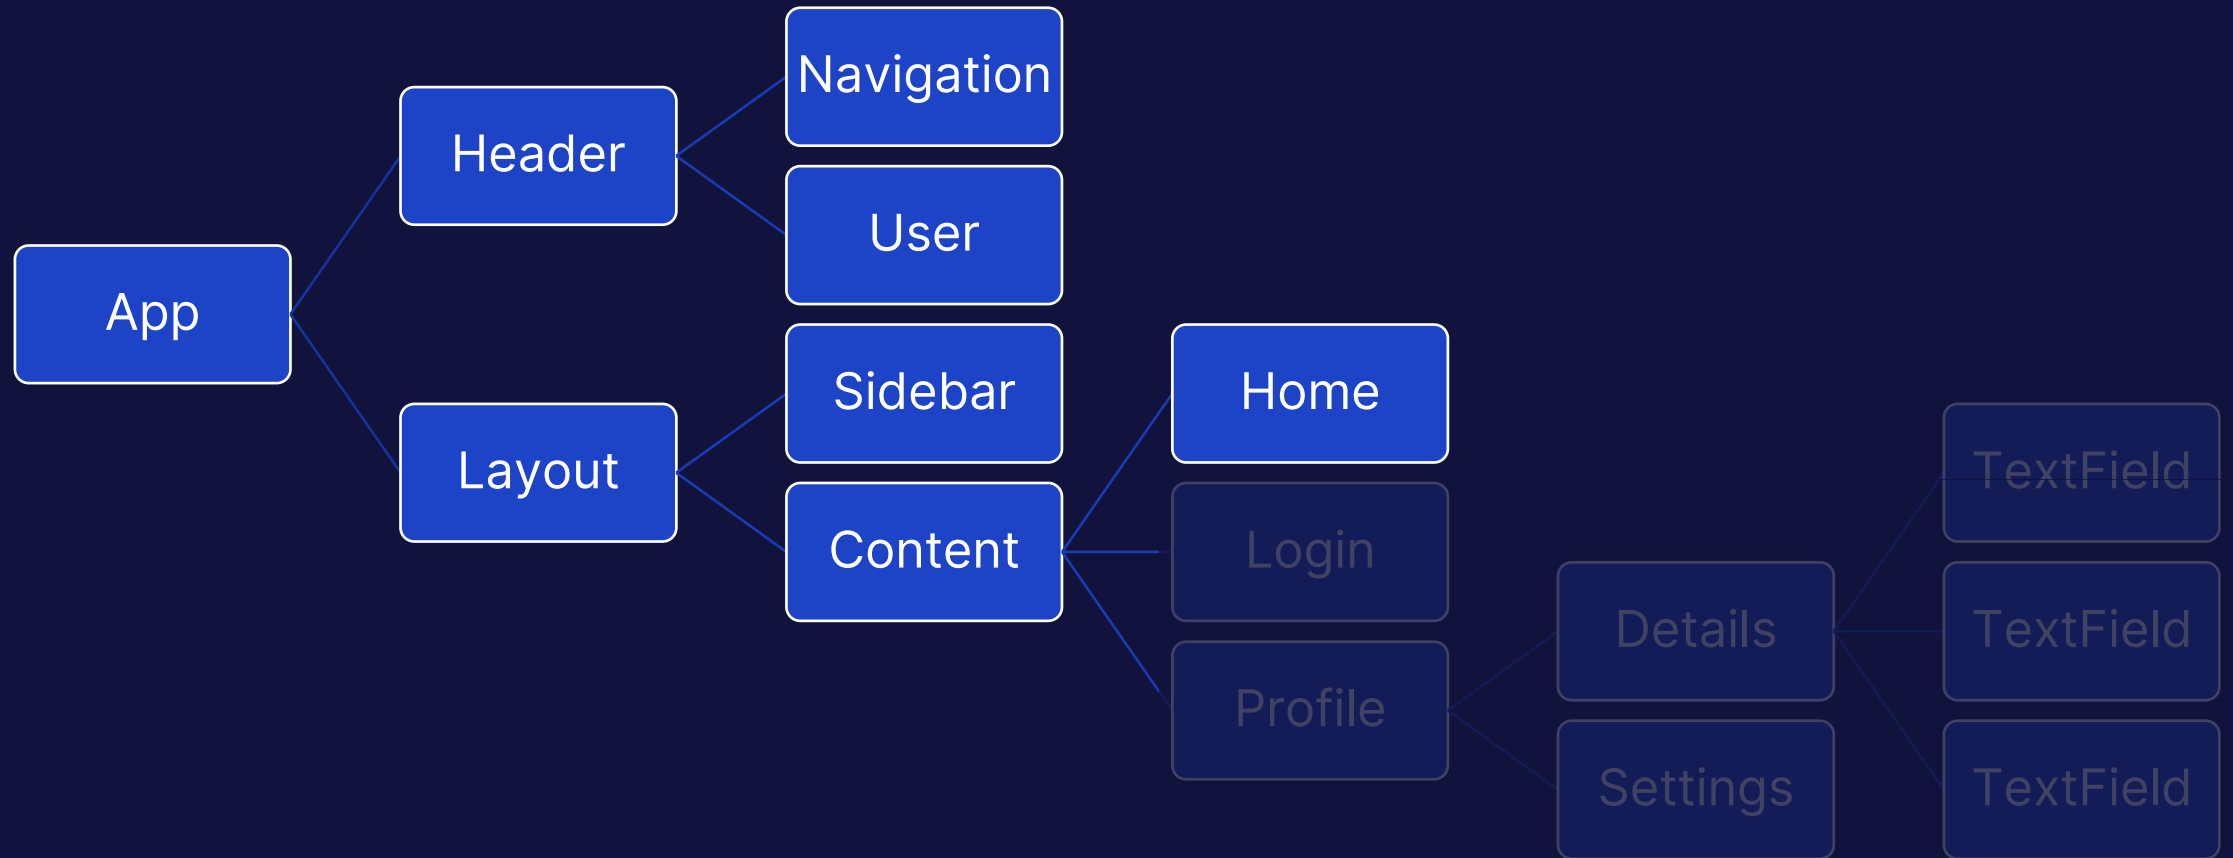 Navigation
Header
User
App
Sidebar
Home
Layout
TextField
Content
Login
Details
TextField
Profile
Settings
TextField